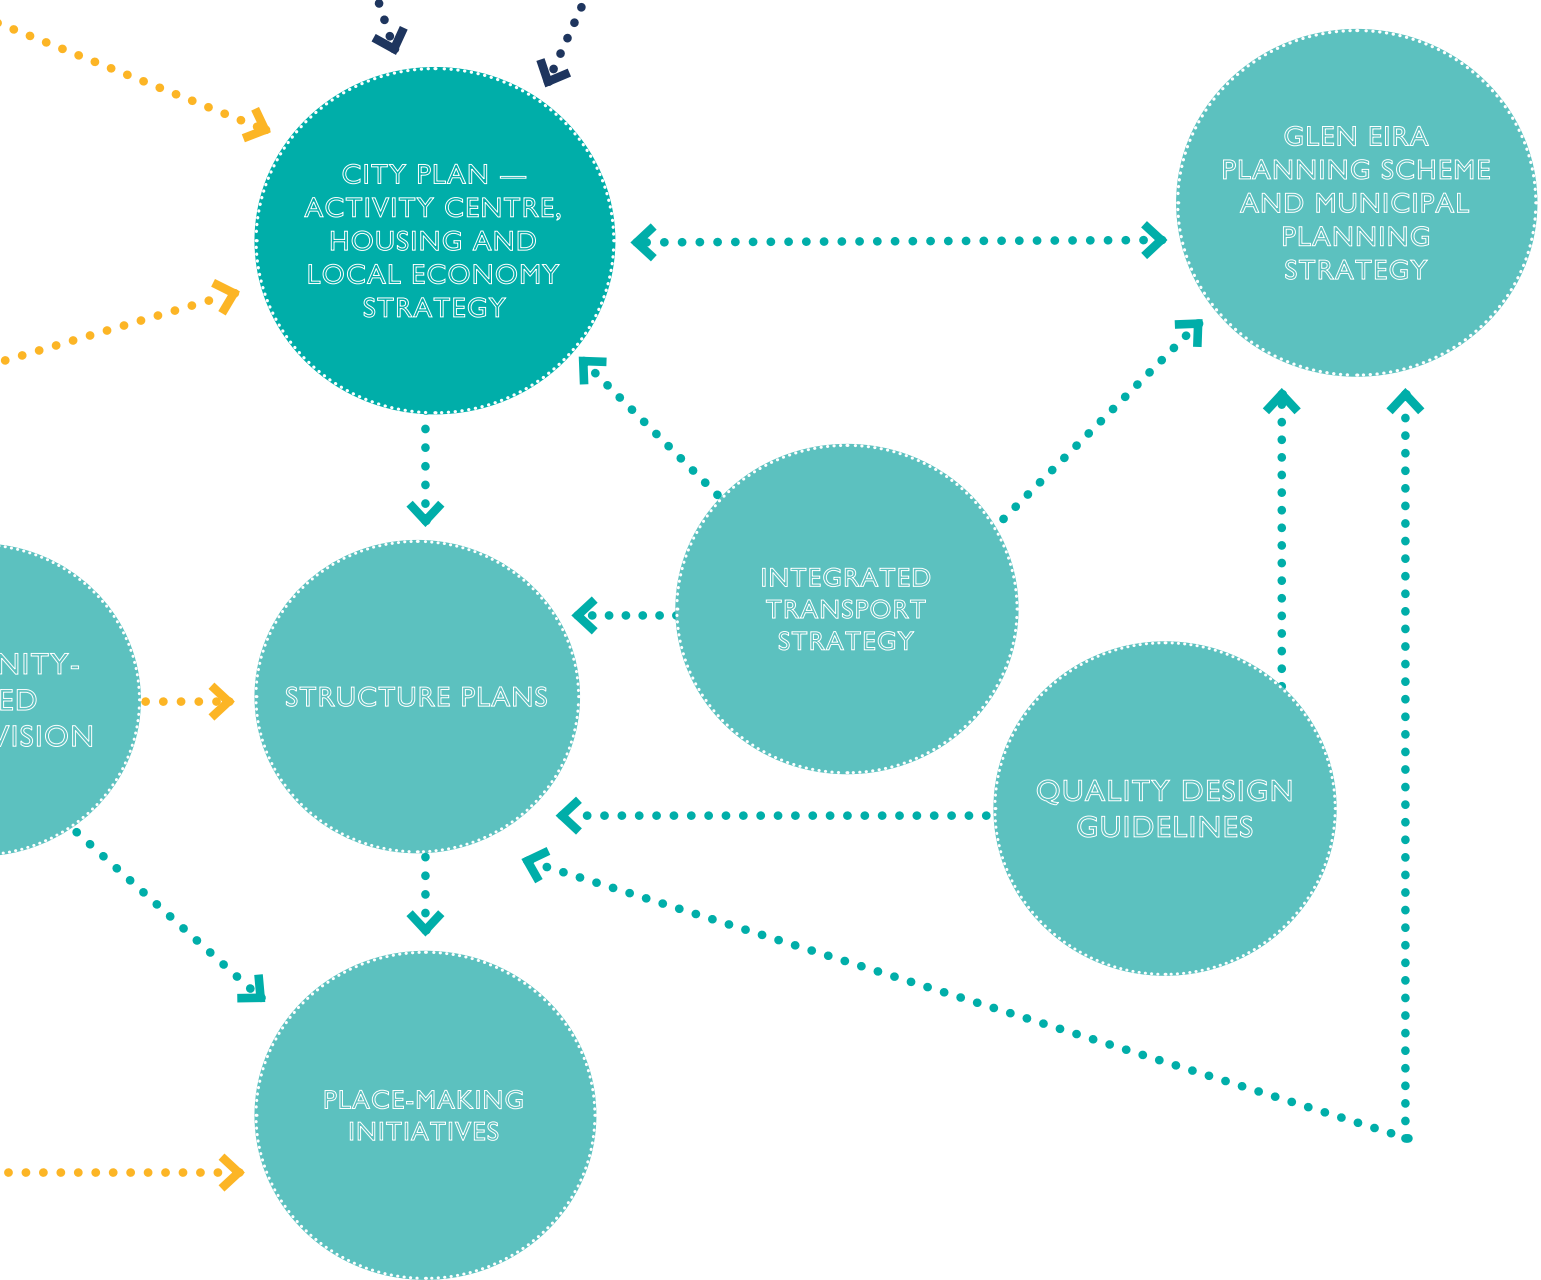 CITY PLAN —
ACTIVITY CENTRE,
HOUSING AND
LOCAL ECONOMY
STRATEGY
GLEN EIRA
PLANNING SCHEME
AND MUNICIPAL
PLANNING
STRATEGY
INTEGRATED
TRANSPORT
STRATEGY
STRUCTURE PLANS
VISION
QUALITY DESIGN
GUIDELINES
PLACE-MAKING
INITIATIVES